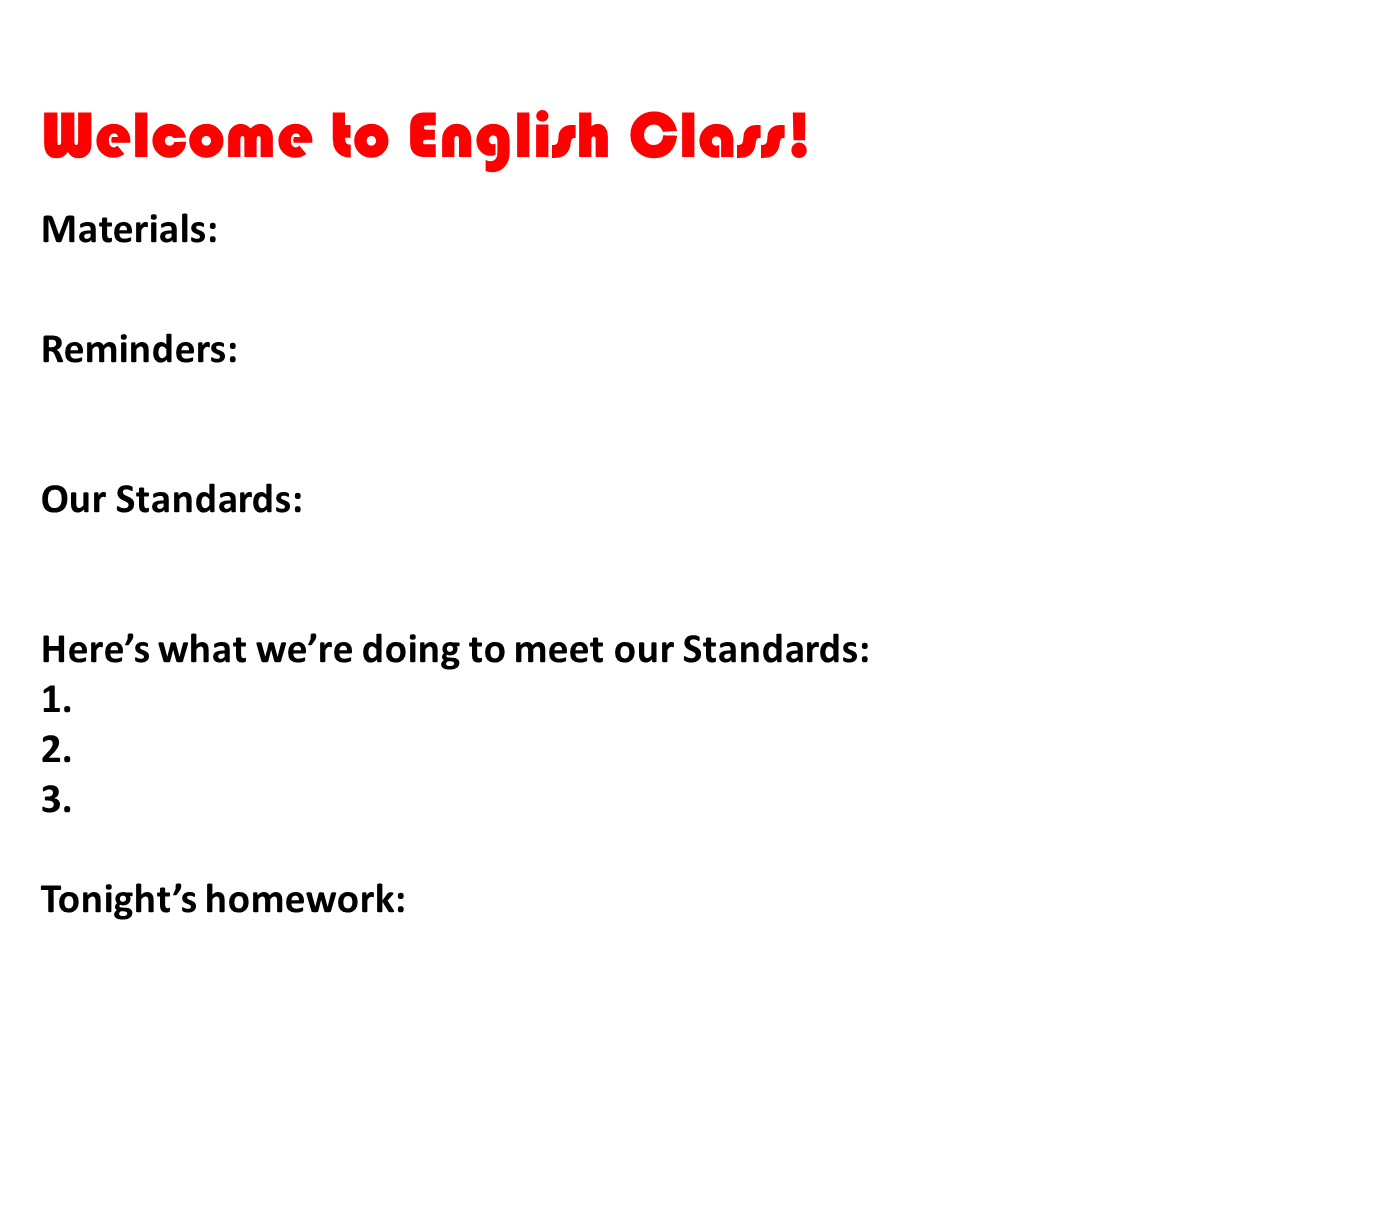 Welcome to English Class!
Materials:
Reminders:
Our Standards:
Here’s what we’re doing to meet our Standards:
1.
2.
3.
Tonight’s homework: